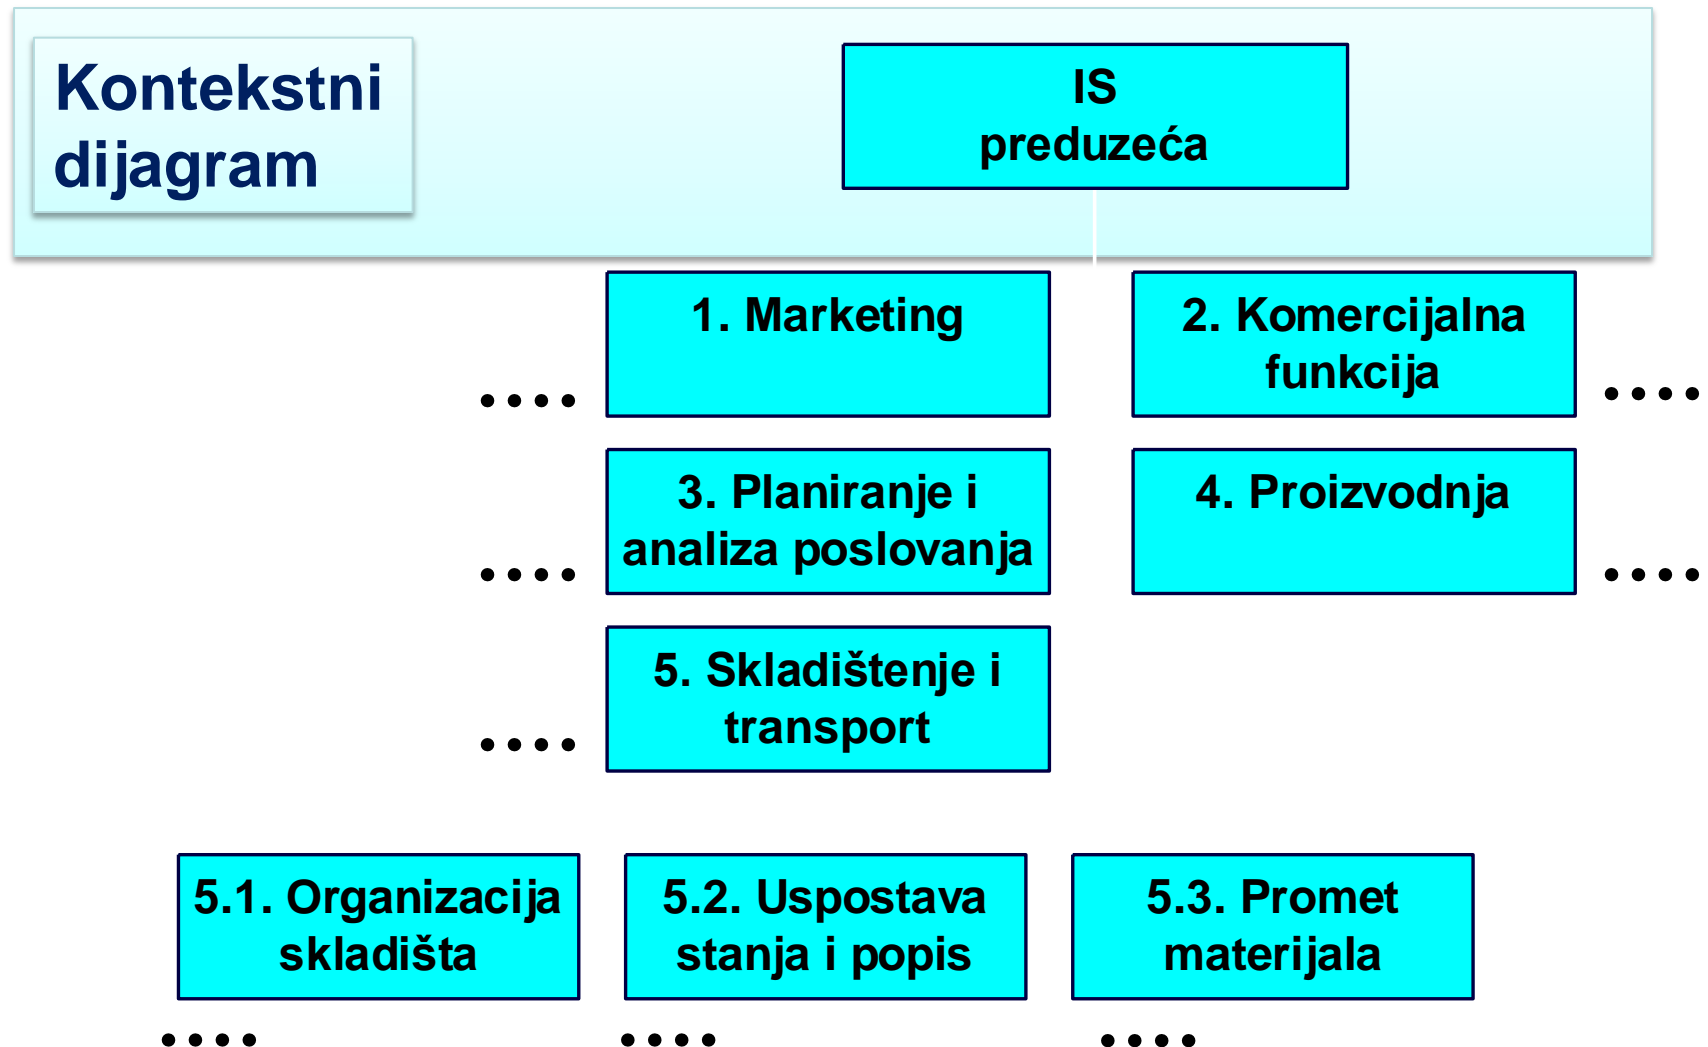 Kontekstni
dijagram
IS
preduzeća
1. Marketing
2. Komercijalna
funkcija
....
....
3. Planiranje i
analiza poslovanja
4. Proizvodnja
....
....
5. Skladištenje i
transport
....
5.1. Organizacija
skladišta
5.2. Uspostava
stanja i popis
5.3. Promet
materijala
....
....
....